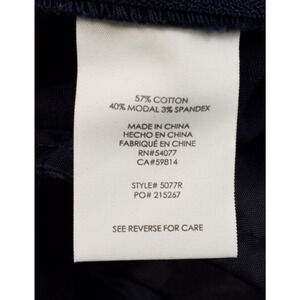 57% COTTON
40% MODAL 3% SPANDEX
MADE IN CHINA
HECHO EN CHINA
FABRIQUÉ EN CHINE
RN#54077
CA#59814
STYLE# 5077R
PO# 215267
SEE REVERSE FOR CARE